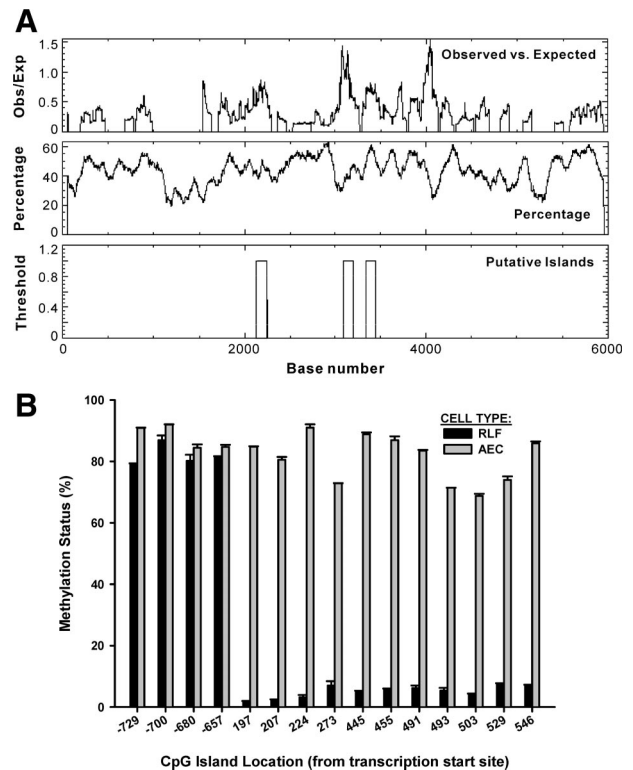 A
Obs/Exp
1.5
1.0
0.5
0
Observed vs. Expected
Percentage
60
40
20
0
Percentage
Threshold
1.2
0.8
0.4
0
Putative Islands
0 2000 4000 6000
Base number
B
Methylation Status (%)
100
80
60
40
20
0
CELL TYPE:
RLF
AEC
-729 -700 -680 -657 197 207 224 273 445 455 491 493 503 529 546
CpG Island Location (from transcription start site)